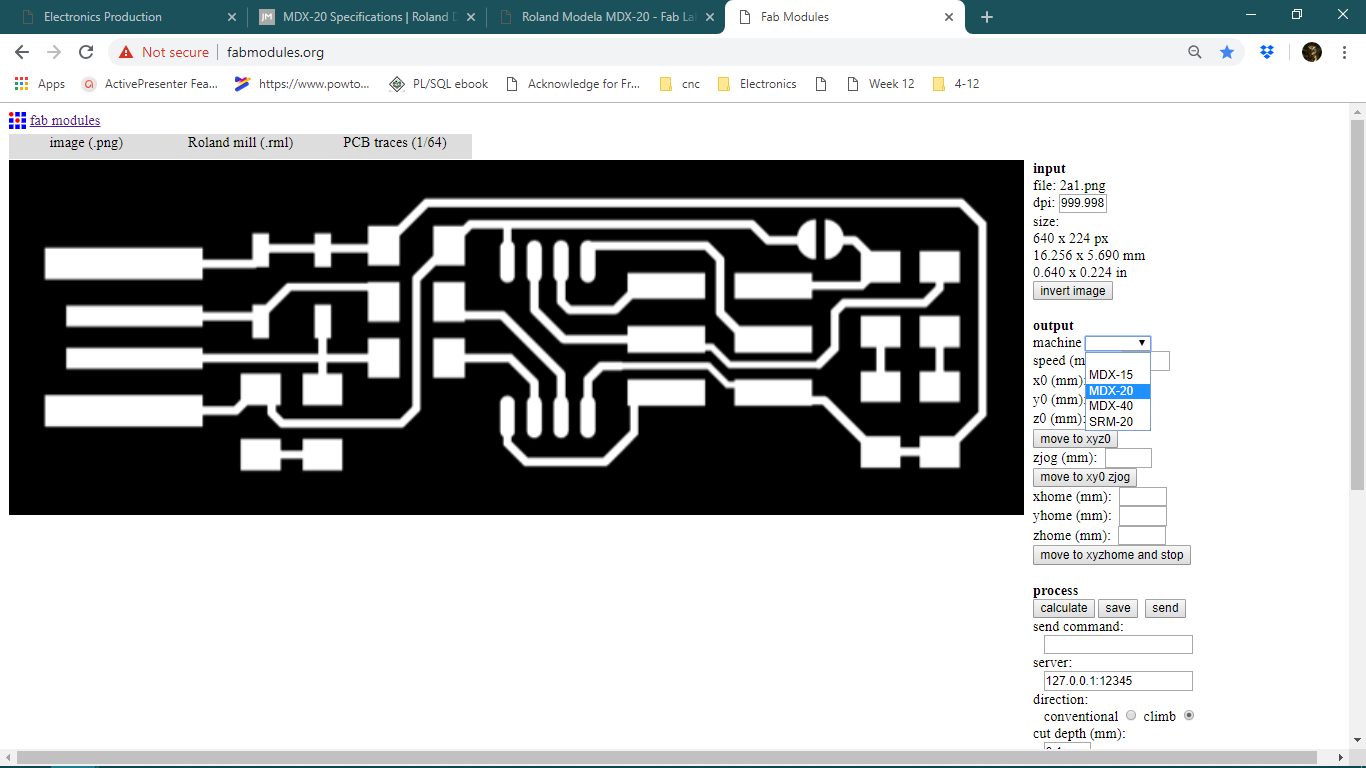 Electronics Production
JM MDX-20 Specifications | Roland D
Roland Modela MDX-20 - Fab La
Fab Modules
Not secure
fabmodules.org
Apps
ActivePresenter Fea...
https://www.powto...
PL/SQL ebook
Acknowledge for Fr...
cnc
Electronics
Week 12
4-12
fab modules
image (.png)
Roland mill (.rml)
PCB traces (1/64)
input
file: 2a1.png
dpi: 999.998
size:
640 x 224 px
16.256 x 5.690 mm
0.640 x 0.224 in
invert image
output
machine
speed (m
MDX-15
x0 (mm):
MDX-20
y0 (mm):
MDX-40
z0 (mm):
SRM-20
move to xyz0
zjog (mm):
move to xy0 zjog
xhome (mm):
yhome (mm):
zhome (mm):
move to xyzhome and stop
process
calculate save send
send command:
server:
127.0.0.1:12345
direction:
conventional climb
cut depth (mm):